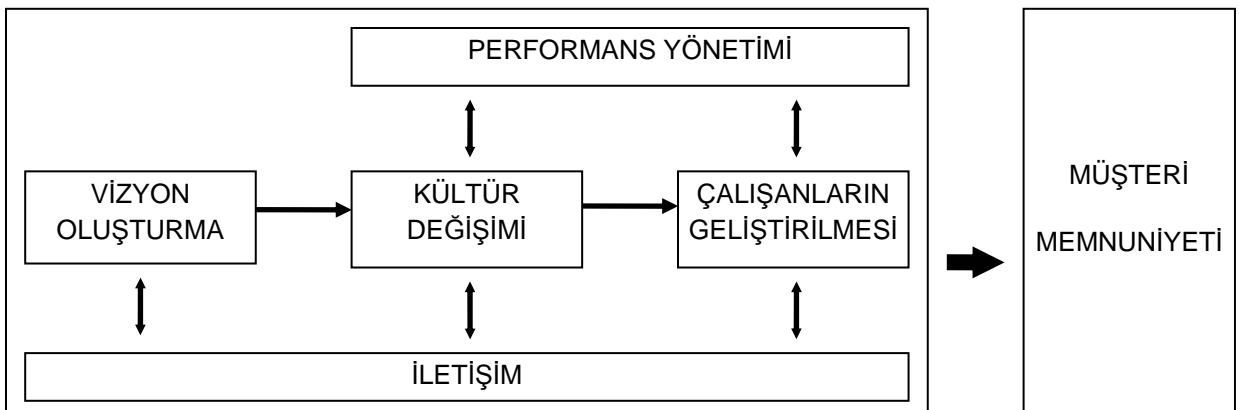 PERFORMANS YÖNETİMİ
VİZYON
OLUŞTURMA
KÜLTÜR
DEĞİŞİMİ
ÇALIŞANLARIN
GELİŞTİRİLMESİ
İLETİŞİM
MÜŞTERİ
MEMNUNİYETİ